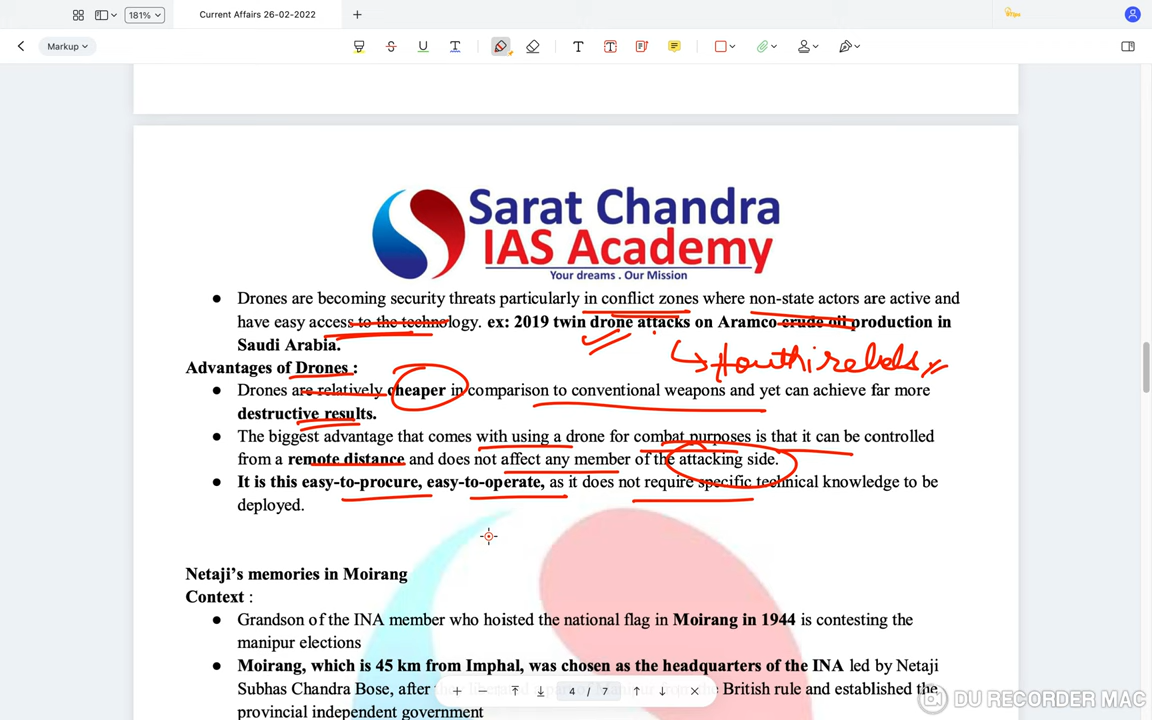 181%
Current Affairs 26-02-2022
Markup
Sarat Chandra
IAS Academy
Your dreams . Our Mission
● Drones are becoming security threats particularly in conflict zones where non-state actors are active and
have easy access to the technology. ex: 2019 twin drone attacks on Aramco crude oil production in
Saudi Arabia.
Houthi rebels
Advantages of Drones :
● Drones are relatively cheaper in comparison to conventional weapons and yet can achieve far more
destructive results.
● The biggest advantage that comes with using a drone for combat purposes is that it can be controlled
from a remote distance and does not affect any member of the attacking side.
● It is this easy-to-procure, easy-to-operate, as it does not require specific technical knowledge to be
deployed.
Netaji's memories in Moirang
Context :
● Grandson of the INA member who hoisted the national flag in Moirang in 1944 is contesting the
manipur elections
● Moirang, which is 45 km from Imphal, was chosen as the headquarters of the INA led by Netaji
Subhas Chandra Bose, after British rule and established the
4 / 7
provincial independent government
DU RECORDER MAC